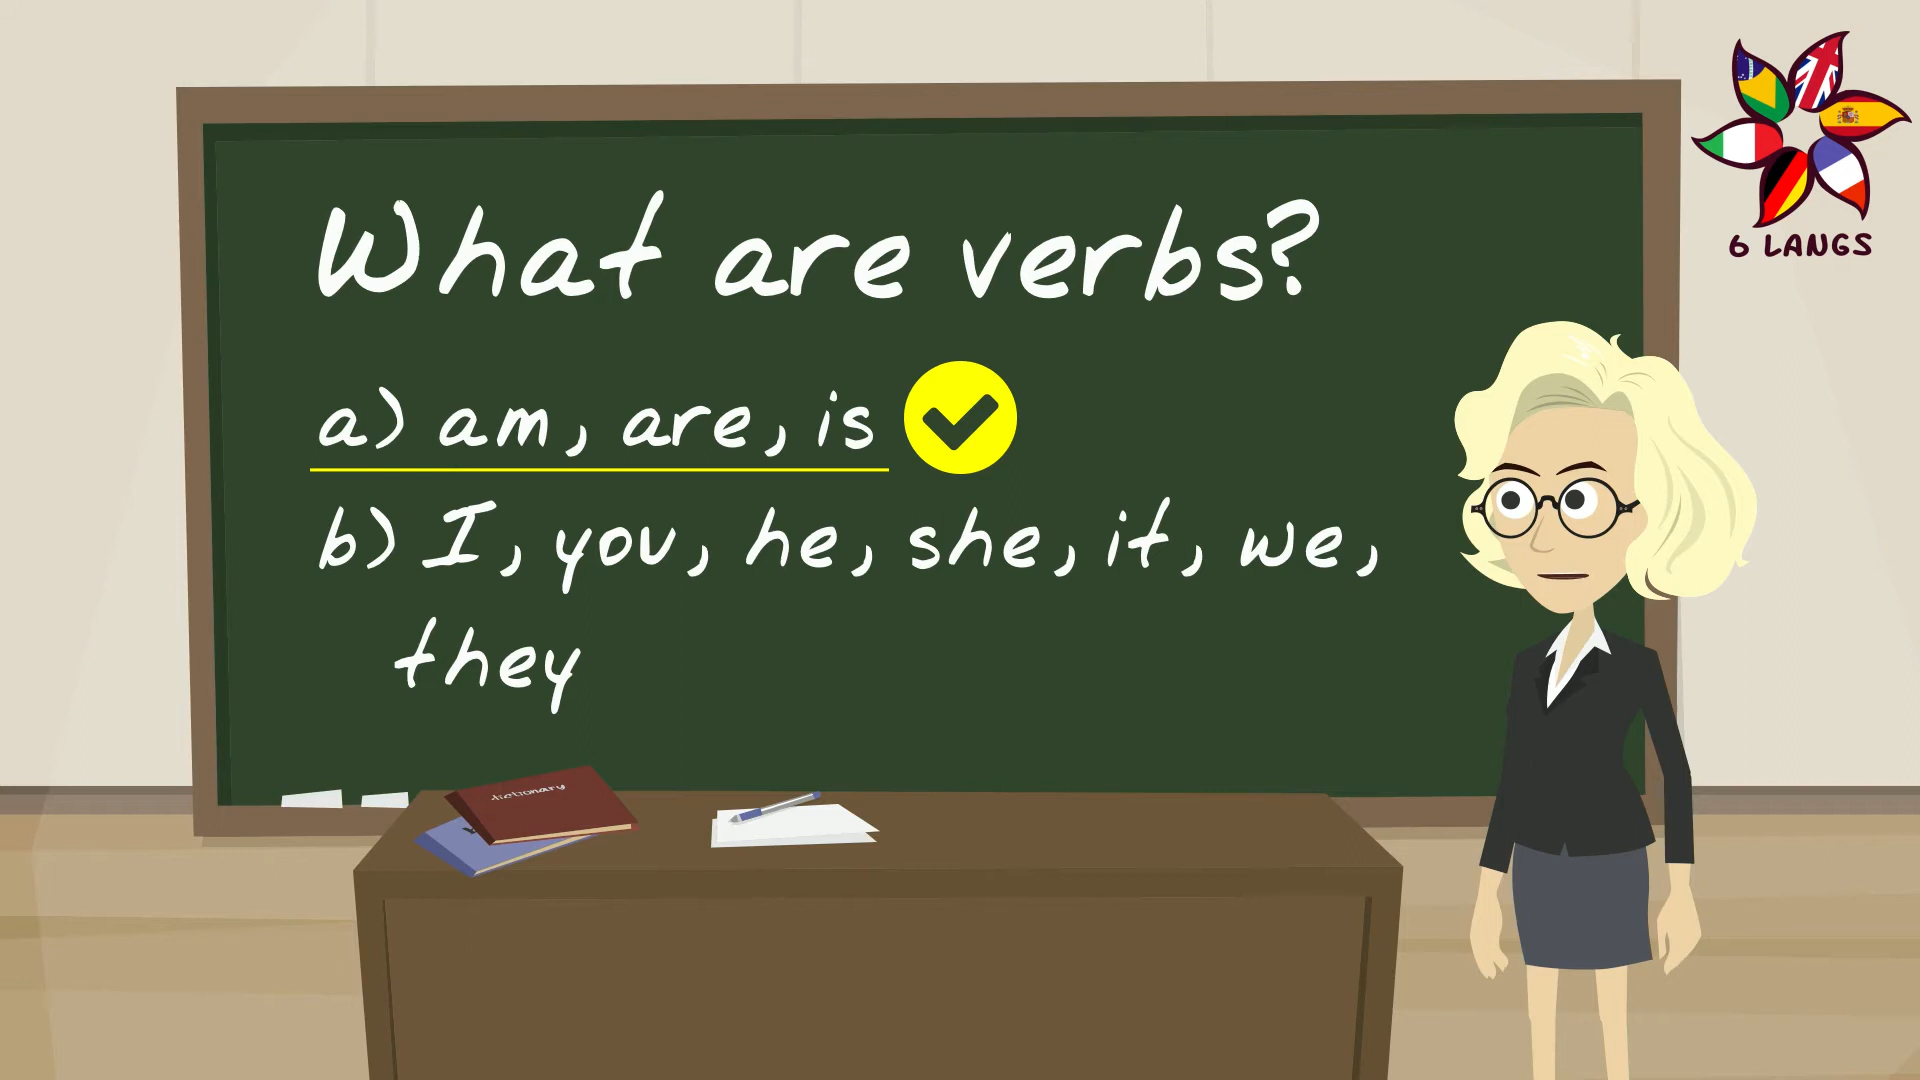 What are verbs?
a) am, are, is
b) I, you, he, she, it, we,
they
6 LANGS
dictionary